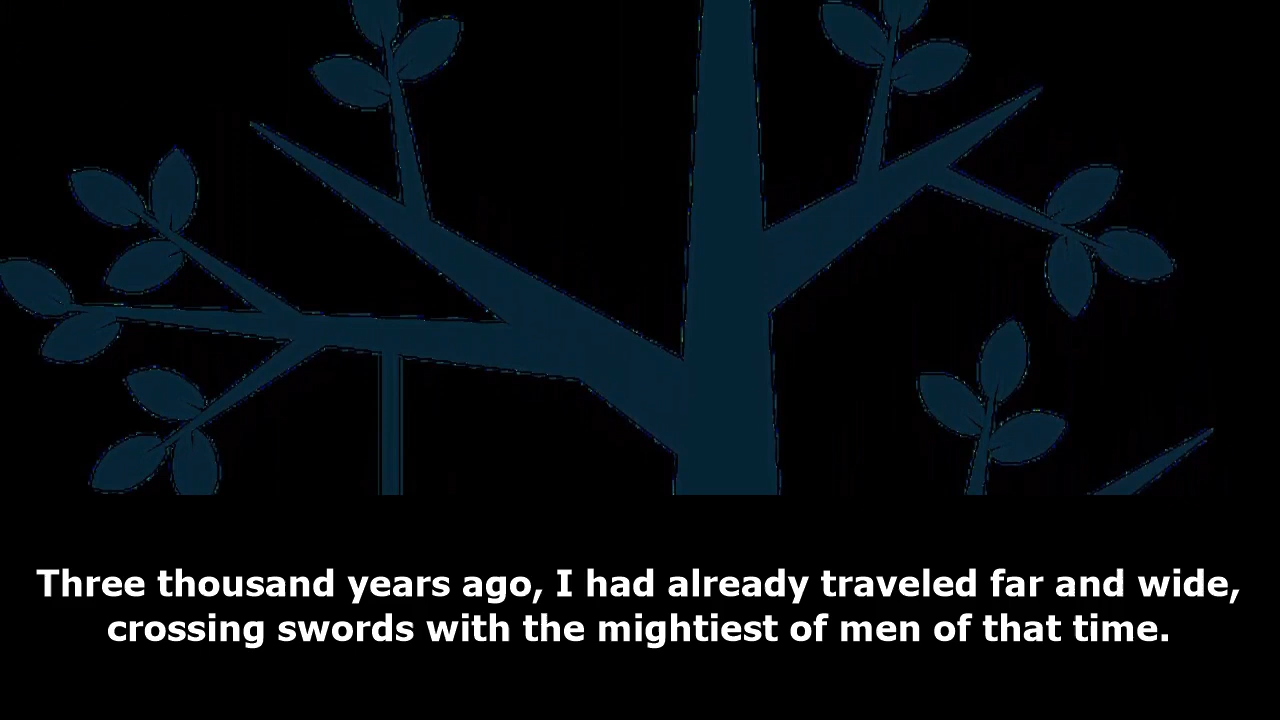 Three thousand years ago, I had already traveled far and wide,
crossing swords with the mightiest of men of that time.